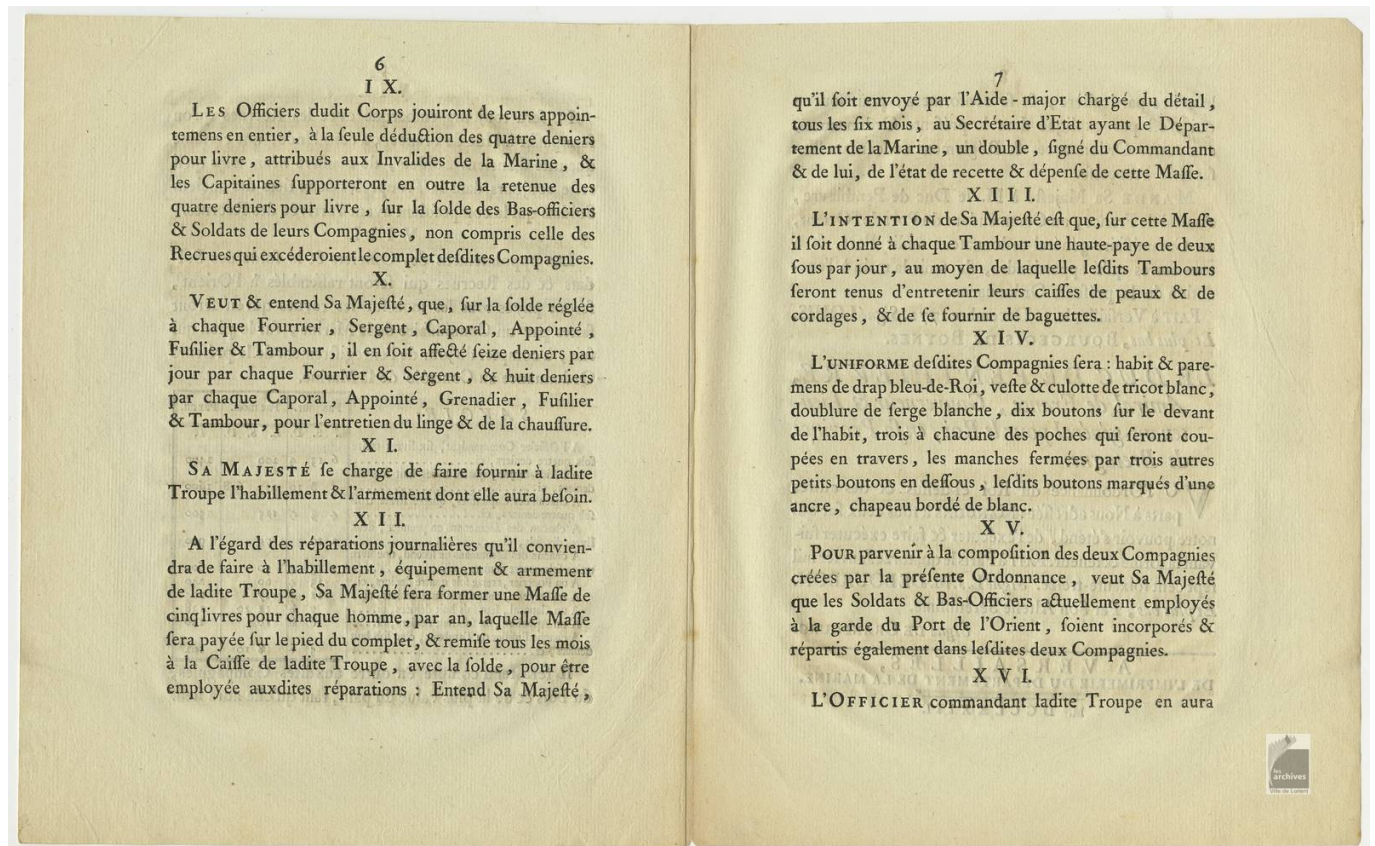 6
I X.
LES Officiers dudit Corps jouiront de leurs appoin-
temens en entier, à la ſeule déduction des quatre deniers
pour livre, attribués aux Invalides de la Marine, &
les Capitaines ſupporteront en outre la retenue des
quatre deniers pour livre, ſur la ſolde des Bas-officiers
& Soldats de leurs Compagnies, non compris celle des
Recrues qui excéderoient le complet deſdites Compagnies.
X.
VEUT & entend Sa Majeſté, que, ſur la ſolde réglée
à chaque Fourrier, Sergent, Caporal, Appointé,
Fuſilier & Tambour, il en ſoit affecté ſeize deniers par
jour par chaque Fourrier & Sergent, & huit deniers
par chaque Caporal, Appointé, Grenadier, Fuſilier
& Tambour, pour l'entretien du linge & de la chauſſure.
X I.
SA MAJESTÉ ſe charge de faire fournir à ladite
Troupe l'habillement & l'armement dont elle aura beſoin.
X I I.
A l'égard des réparations journalières qu'il convien-
dra de faire à l'habillement, équipement & armement
de ladite Troupe, Sa Majeſté fera former une Maſſe de
cinq livres pour chaque homme, par an, laquelle Maſſe
ſera payée ſur le pied du complet, & remiſe tous les mois
à la Caiſſe de ladite Troupe, avec la ſolde, pour être
employée auxdites réparations : Entend Sa Majeſté,
7
qu'il ſoit envoyé par l'Aide-major chargé du détail,
tous les ſix mois, au Secrétaire d'Etat ayant le Dépar-
tement de la Marine, un double, ſigné du Commandant
& de lui, de l'état de recette & dépenſe de cette Maſſe.
X I I I.
L'INTENTION de Sa Majeſté eſt que, ſur cette Maſſe
il ſoit donné à chaque Tambour une haute-paye de deux
ſous par jour, au moyen de laquelle leſdits Tambours
ſeront tenus d'entretenir leurs caiſſes de peaux & de
cordages, & de ſe fournir de baguettes.
X I V.
L'UNIFORME deſdites Compagnies ſera : habit & pare-
mens de drap bleu-de-Roi, veſte & culotte de tricot blanc,
doublure de ſerge blanche, dix boutons ſur le devant
de l'habit, trois à chacune des poches qui ſeront cou-
pées en travers, les manches fermées par trois autres
petits boutons en deſſous, leſdits boutons marqués d'une
ancre, chapeau bordé de blanc.
X V.
POUR parvenir à la compoſition des deux Compagnies
créées par la préſente Ordonnance, veut Sa Majeſté
que les Soldats & Bas-Officiers actuellement employés
à la garde du Port de l'Orient, ſoient incorporés &
répartis également dans leſdites deux Compagnies.
X V I.
L'OFFICIER commandant ladite Troupe en aura
les
archives
Ville de Lorient